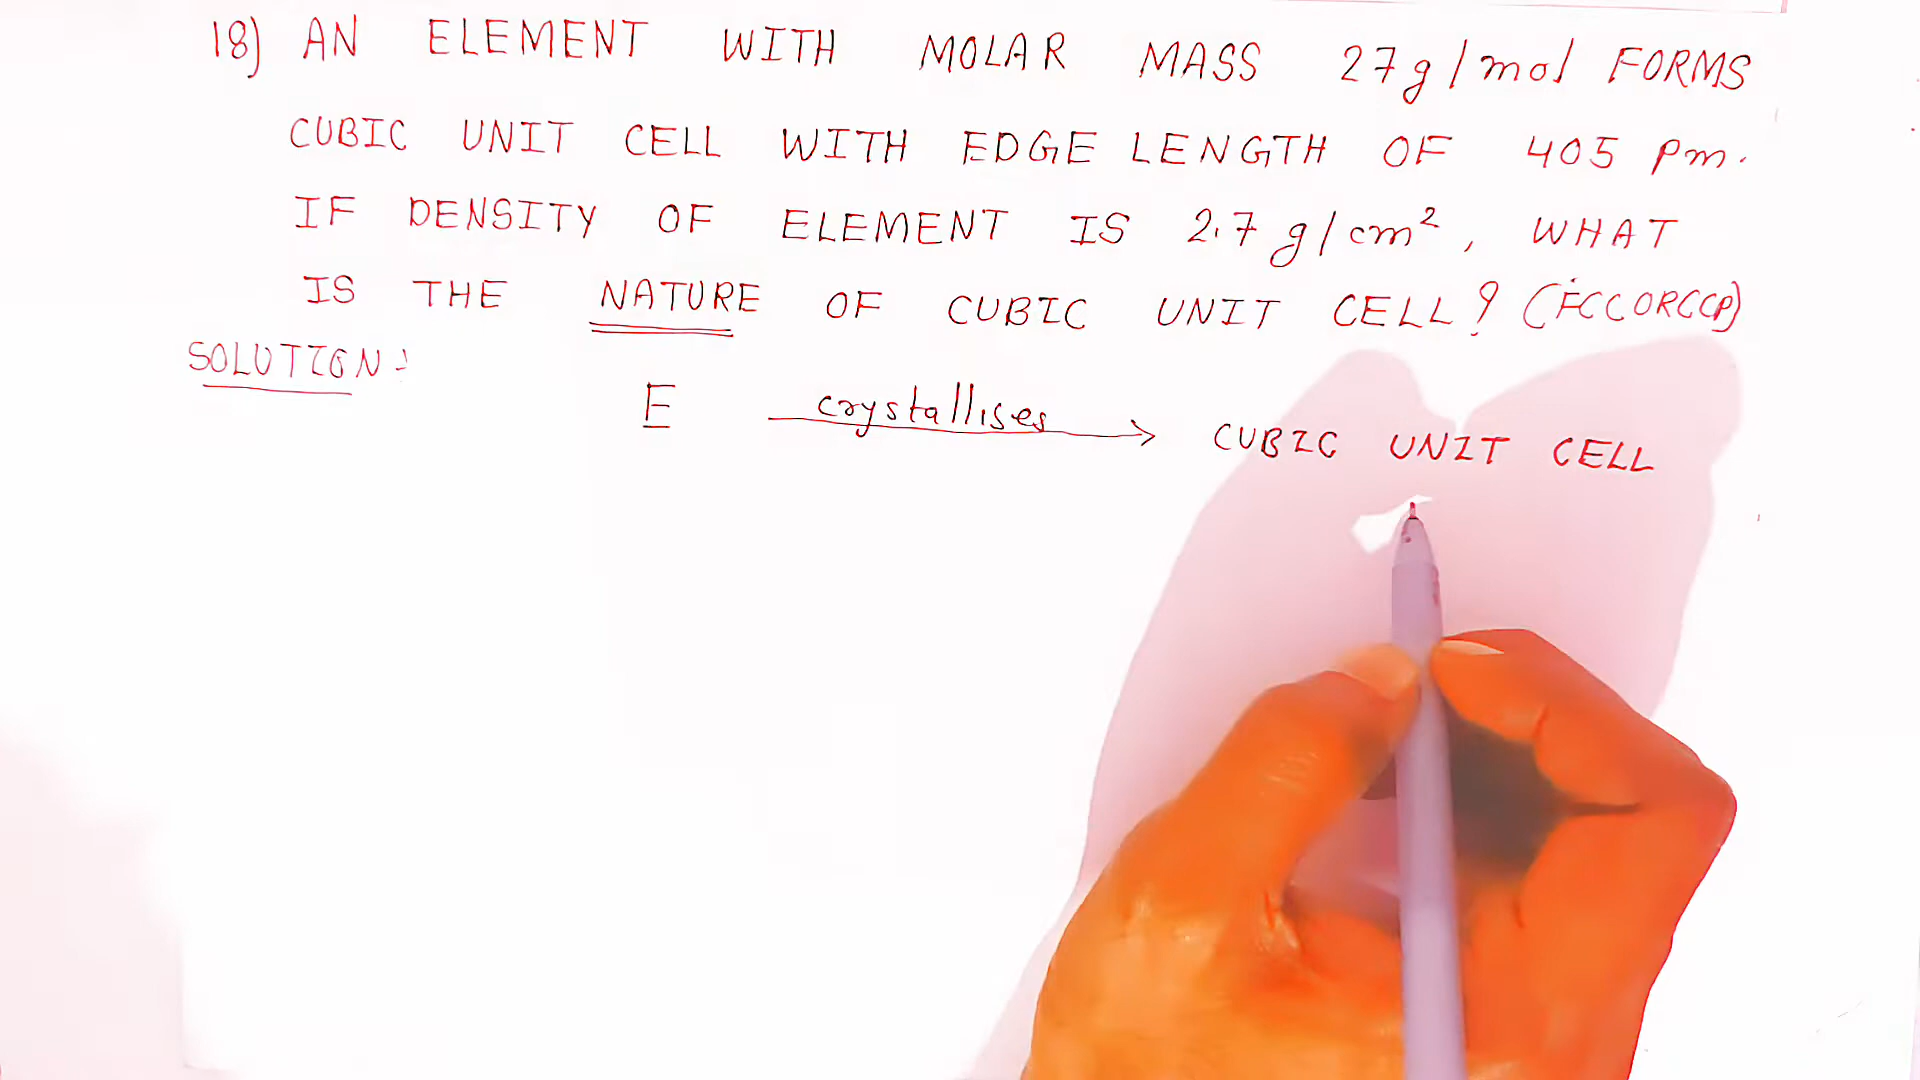 18) AN ELEMENT WITH MOLAR MASS 27g/mol FORMS
CUBIC UNIT CELL WITH EDGE LENGTH OF 405 pm.
IF DENSITY OF ELEMENT IS 2.7 g/cm², WHAT
IS THE NATURE OF CUBIC UNIT CELL? (FCC OR CCP)
SOLUTION:
E crystallises → CUBIC UNIT CELL